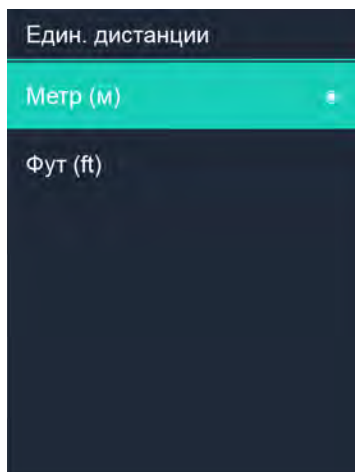 Един. дистанции
Метр (м)
Фут (ft)